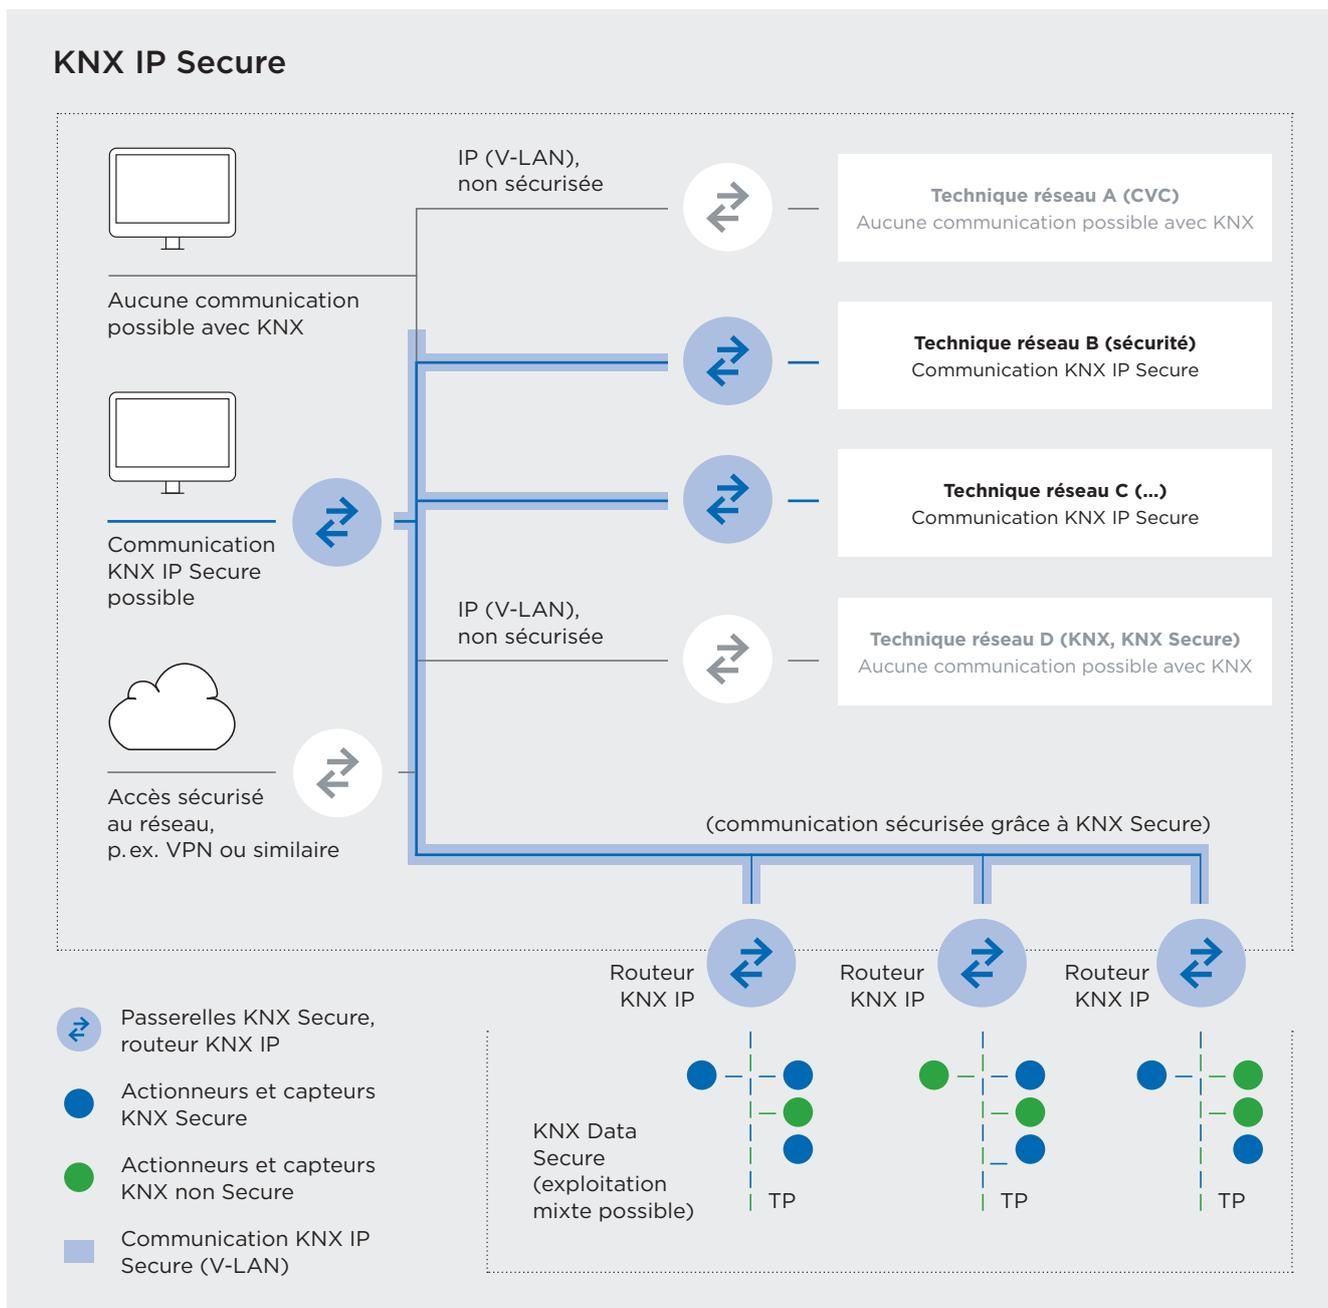 KNX IP Secure
IP (V-LAN),
non sécurisée
Technique réseau A (CVC)
Aucune communication possible avec KNX
Aucune communication
possible avec KNX
Technique réseau B (sécurité)
Communication KNX IP Secure
Technique réseau C (...)
Communication KNX IP Secure
Communication
KNX IP Secure
possible
IP (V-LAN),
non sécurisée
Technique réseau D (KNX, KNX Secure)
Aucune communication possible avec KNX
Accès sécurisé
au réseau,
p. ex. VPN ou similaire
(communication sécurisée grâce à KNX Secure)
Routeur
KNX IP
Routeur
KNX IP
Routeur
KNX IP
Passerelles KNX Secure,
routeur KNX IP
Actionneurs et capteurs
KNX Secure
Actionneurs et capteurs
KNX non Secure
Communication KNX IP
Secure (V-LAN)
KNX Data
Secure
(exploitation
mixte possible)
TP
TP
TP